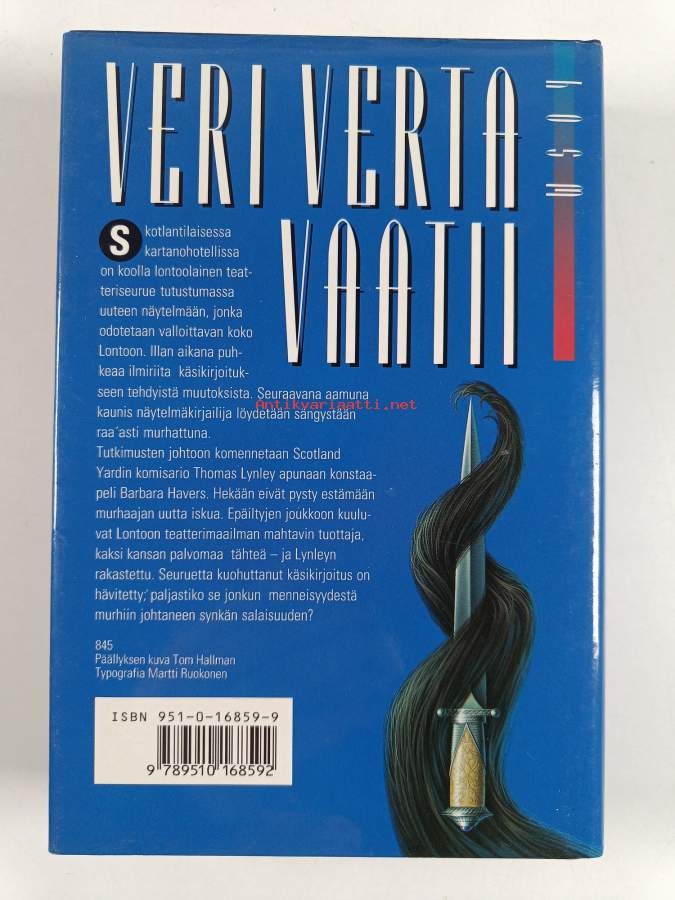 VERI VERTA
VAATII
WSOY
Skotlantilaisessa
kartanohotellissa
on koolla lontoolainen teat-
teriseurue tutustumassa
uuteen näytelmään, jonka
odotetaan valloittavan koko
Lontoon. Illan aikana puh-
keaa ilmiriita käsikirjoituk-
seen tehdyistä muutoksista. Seuraavana aamuna
kaunis näytelmäkirjailija löydetään sängystään
raa´asti murhattuna.
Antikvariaatti.net
Tutkimusten johtoon komennetaan Scotland
Yardin komisario Thomas Lynley apunaan konstaa-
peli Barbara Havers. Hekään eivät pysty estämään
murhaajan uutta iskua. Epäiltyjen joukkoon kuulu-
vat Lontoon teatterimaailman mahtavin tuottaja,
kaksi kansan palvomaa tähteä – ja Lynleyn
rakastettu. Seuruetta kuohuttanut käsikirjoitus on
hävitetty; paljastiko se jonkun menneisyydestä
murhiin johtaneen synkän salaisuuden?
845
Päällyksen kuva Tom Hallman
Typografia Martti Ruokonen
ISBN 951-0-16859-9
9 789510 168592